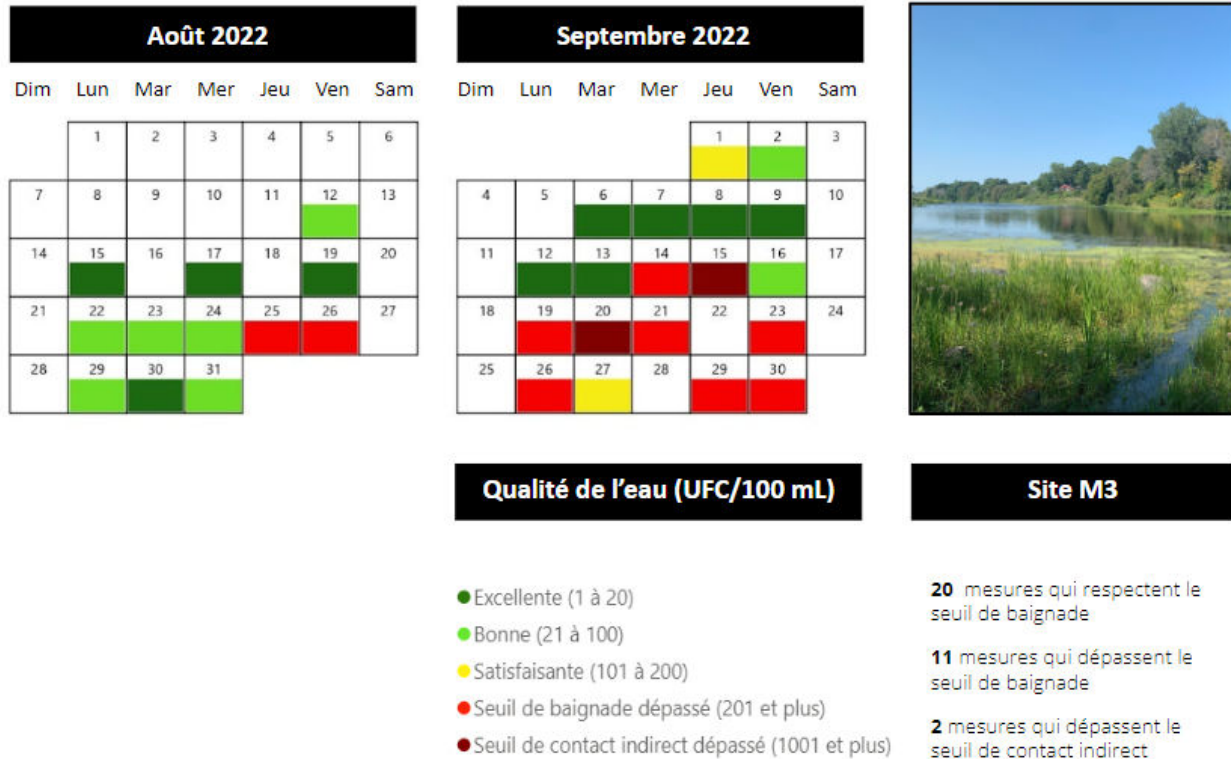 Août 2022
Dim Lun Mar Mer Jeu Ven Sam
1 2 3 4 5 6
7 8 9 10 11 12 13
14 15 16 17 18 19 20
21 22 23 24 25 26 27
28 29 30 31
Septembre 2022
Dim Lun Mar Mer Jeu Ven Sam
1 2 3
4 5 6 7 8 9 10
11 12 13 14 15 16 17
18 19 20 21 22 23 24
25 26 27 28 29 30
Qualité de l'eau (UFC/100 mL)
Excellente (1 à 20)
Bonne (21 à 100)
Satisfaisante (101 à 200)
Seuil de baignade dépassé (201 et plus)
Seuil de contact indirect dépassé (1001 et plus)
Site M3
20 mesures qui respectent le
seuil de baignade
11 mesures qui dépassent le
seuil de baignade
2 mesures qui dépassent le
seuil de contact indirect